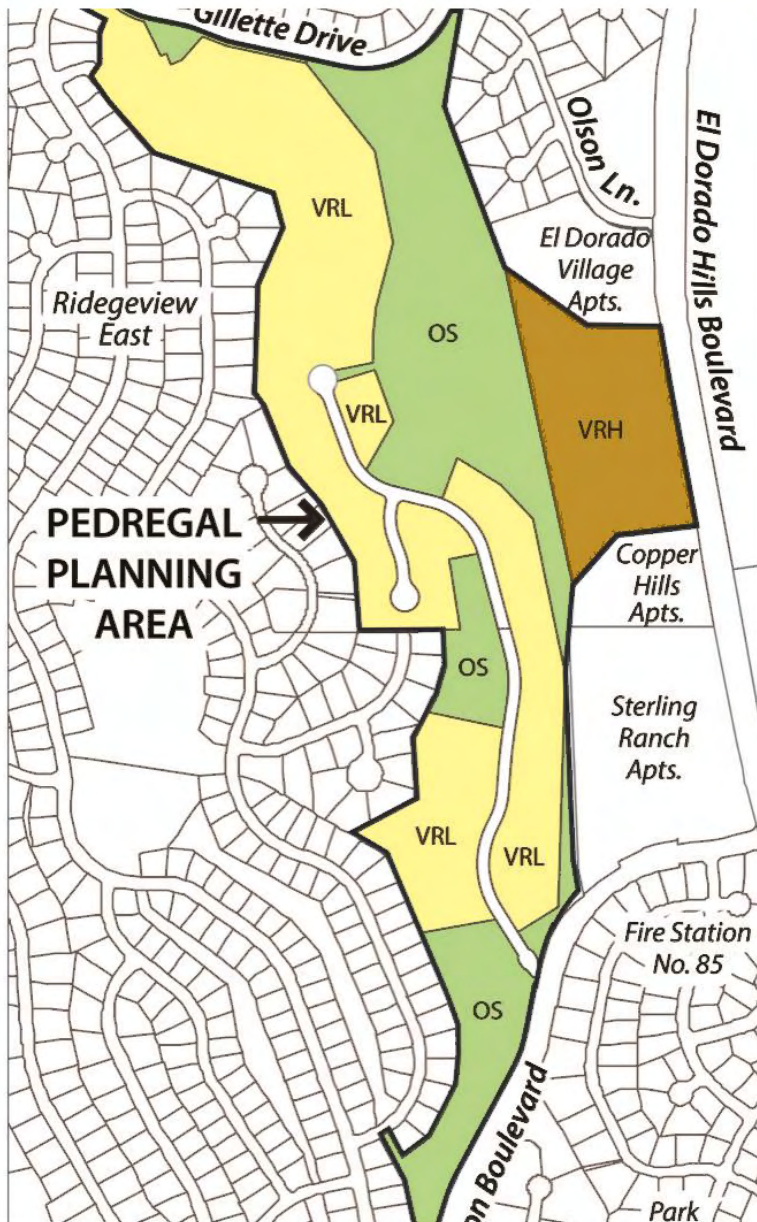 Gillette Drive
Olson Ln.
El Dorado Hills Boulevard
VRL
El Dorado
Village
Apts.
Ridegeview
East
OS
VRL
VRH
PEDREGAL
PLANNING
AREA
Copper
Hills
Apts.
OS
Sterling
Ranch
Apts.
VRL
VRL
Fire Station
No. 85
OS
on Boulevard
Park